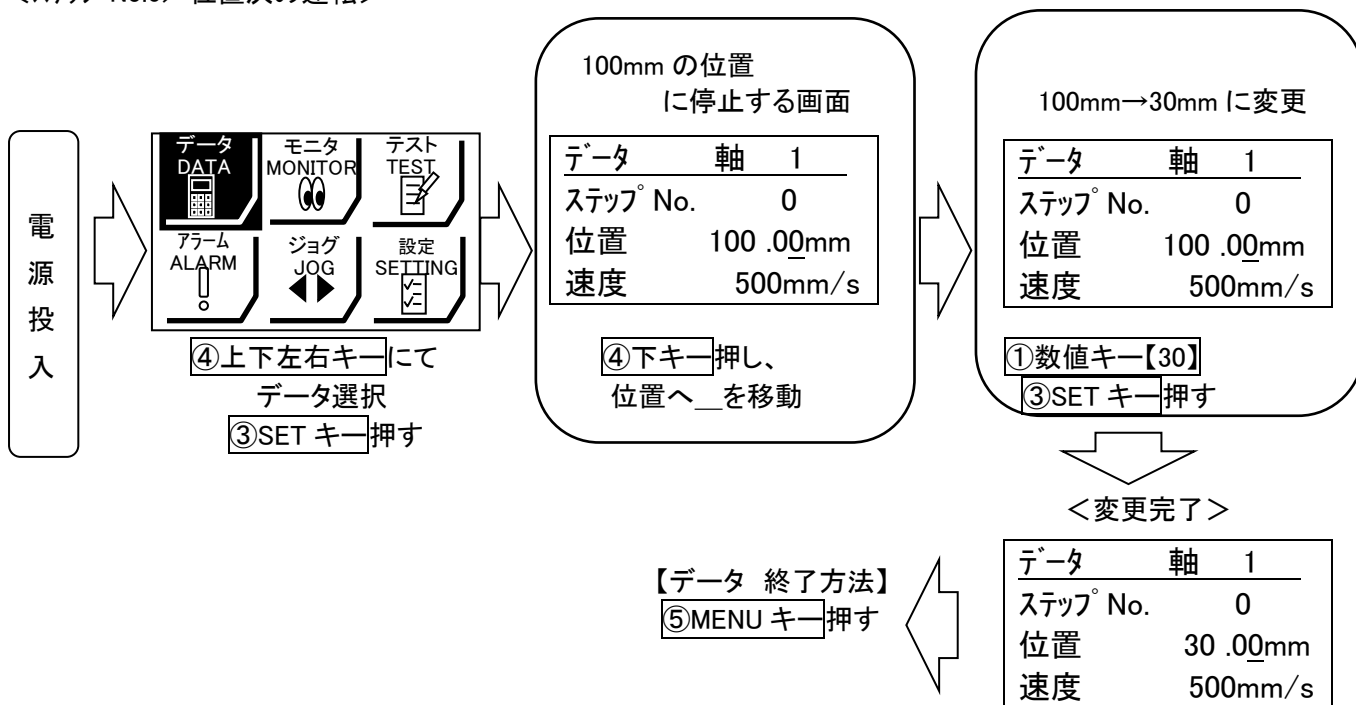 電源投入
データ
DATA
モニタ
MONITOR
テスト
TEST
アラーム
ALARM
ジョグ
JOG
設定
SETTING
④上下左右キーにて
データ選択
③SET キー押す
100mm の位置
に停止する画面
データ 軸 1
ステップ No. 0
位置 100 .00mm
速度 500mm/s
④下キー押し、
位置へ__を移動
100mm→30mm に変更
データ 軸 1
ステップ No. 0
位置 100 .00mm
速度 500mm/s
①数値キー【30】
③SET キー押す
＜変更完了＞
データ 軸 1
ステップ No. 0
位置 30 .00mm
速度 500mm/s
【データ 終了方法】
⑤MENU キー押す